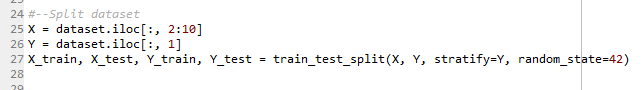 24 #--Split dataset
25 X = dataset.iloc[:, 2:10]
26 Y = dataset.iloc[:, 1]
27 X_train, X_test, Y_train, Y_test = train_test_split(X, Y, stratify=Y, random_state=42)
28